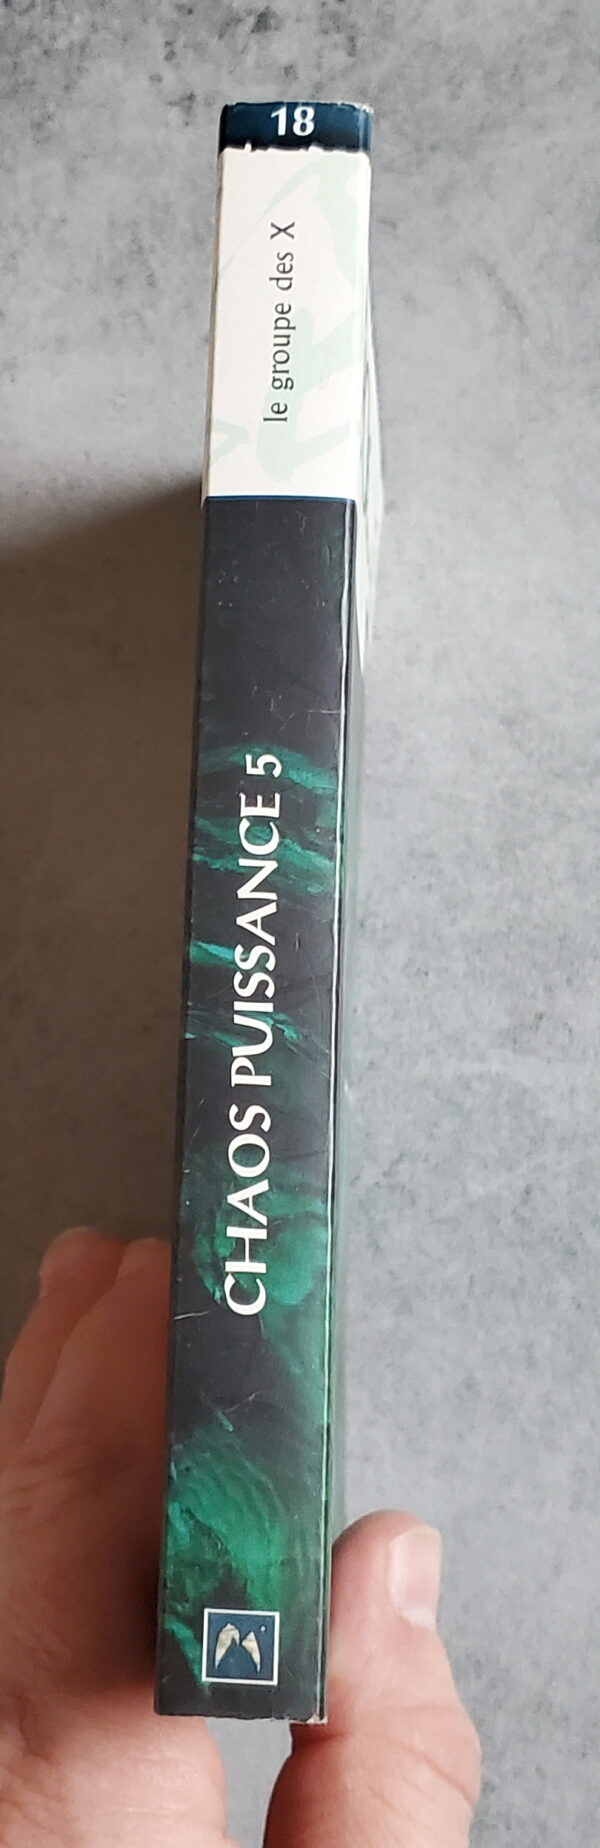 18
le groupe des X
CHAOS PUISSANCE 5